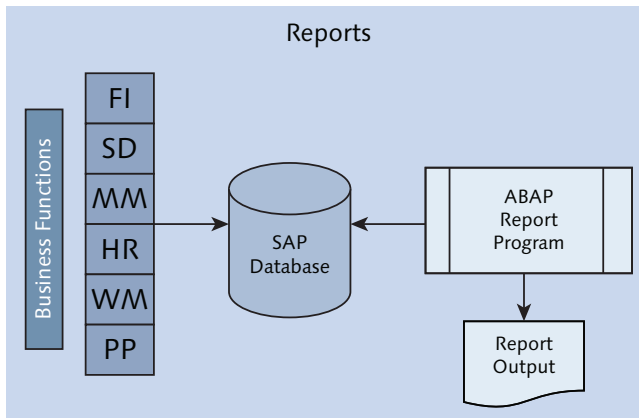 Reports
Business Functions
FI
SD
MM
HR
WM
PP
SAP
Database
ABAP
Report
Program
Report
Output